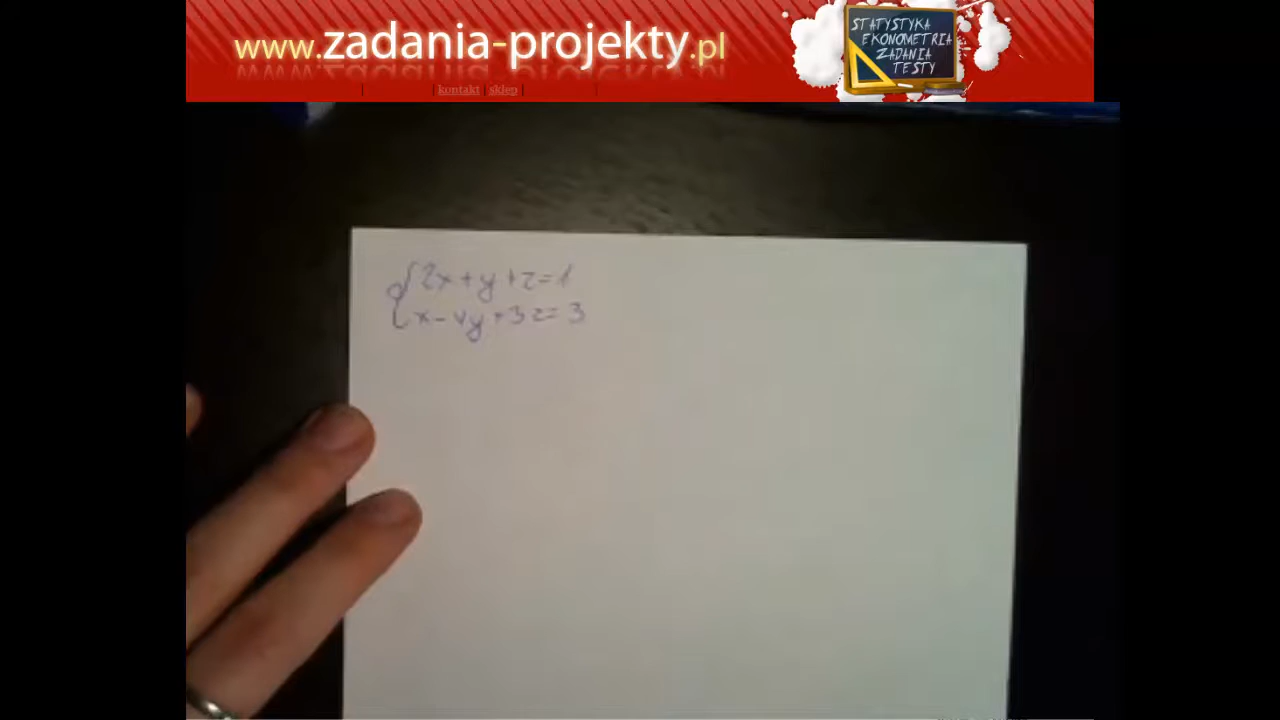 www.zadania-projekty.pl
STATYSTYKA
EKONOMETRIA
ZADANIA
TESTY
| | kontakt | sklep | |
2x+y+z=1
x-4y+3z=3